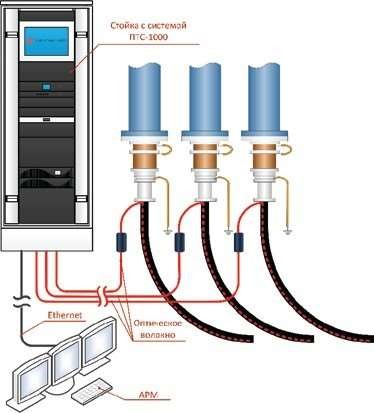 Стойка с системой
ПТС-1000
Ethernet
Оптическое
волокно
АРМ